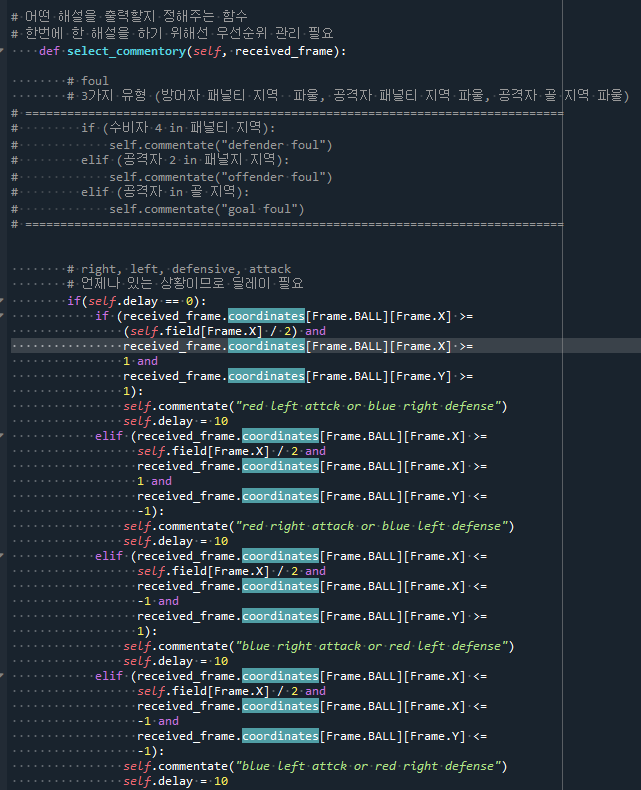 # 어떤 해설을 출력할지 정해주는 함수
# 한번에 한 해설을 하기 위해선 우선순위 관리 필요
def select_commentory(self, received_frame):
# foul
# 3가지 유형 (방어자 패널티 지역 파울, 공격자 패널티 지역 파울, 공격자 골 지역 파울)
# =============================================================================
# if (수비자 4 in 패널티 지역):
# self.commentate("defender foul")
# elif (공격자 2 in 패널지 지역):
# self.commentate("offender foul")
# elif (공격자 in 골 지역):
# self.commentate("goal foul")
# =============================================================================
# right, left, defensive, attack
# 언제나 있는 상황이므로 딜레이 필요
if(self.delay == 0):
if (received_frame.coordinates[Frame.BALL][Frame.X] >=
(self.field[Frame.X] / 2) and
received_frame.coordinates[Frame.BALL][Frame.X] >=
1 and
received_frame.coordinates[Frame.BALL][Frame.Y] >=
1):
self.commentate("red left attck or blue right defense")
self.delay = 10
elif (received_frame.coordinates[Frame.BALL][Frame.X] >=
self.field[Frame.X] / 2 and
received_frame.coordinates[Frame.BALL][Frame.X] >=
1 and
received_frame.coordinates[Frame.BALL][Frame.Y] <=
-1):
self.commentate("red right attack or blue left defense")
self.delay = 10
elif (received_frame.coordinates[Frame.BALL][Frame.X] <=
self.field[Frame.X] / 2 and
received_frame.coordinates[Frame.BALL][Frame.X] <=
-1 and
received_frame.coordinates[Frame.BALL][Frame.Y] >=
1):
self.commentate("blue right attack or red left defense")
self.delay = 10
elif (received_frame.coordinates[Frame.BALL][Frame.X] <=
self.field[Frame.X] / 2 and
received_frame.coordinates[Frame.BALL][Frame.X] <=
-1 and
received_frame.coordinates[Frame.BALL][Frame.Y] <=
-1):
self.commentate("blue left attck or red right defense")
self.delay = 10